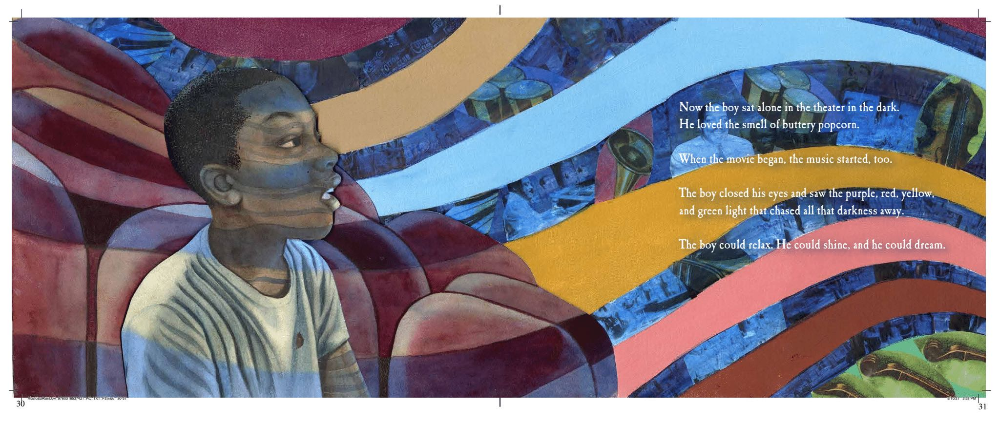 Now the boy sat alone in the theater in the dark.
He loved the smell of buttery popcorn.
When the movie began, the music started, too.
The boy closed his eyes and saw the purple, red, yellow,
and green light that chased all that darkness away.
The boy could relax. He could shine, and he could dream.
MusicIsaRainbow_9780316537421_HC_TXT_F3.indd 30-31
9/10/21 3:53 PM
30
31